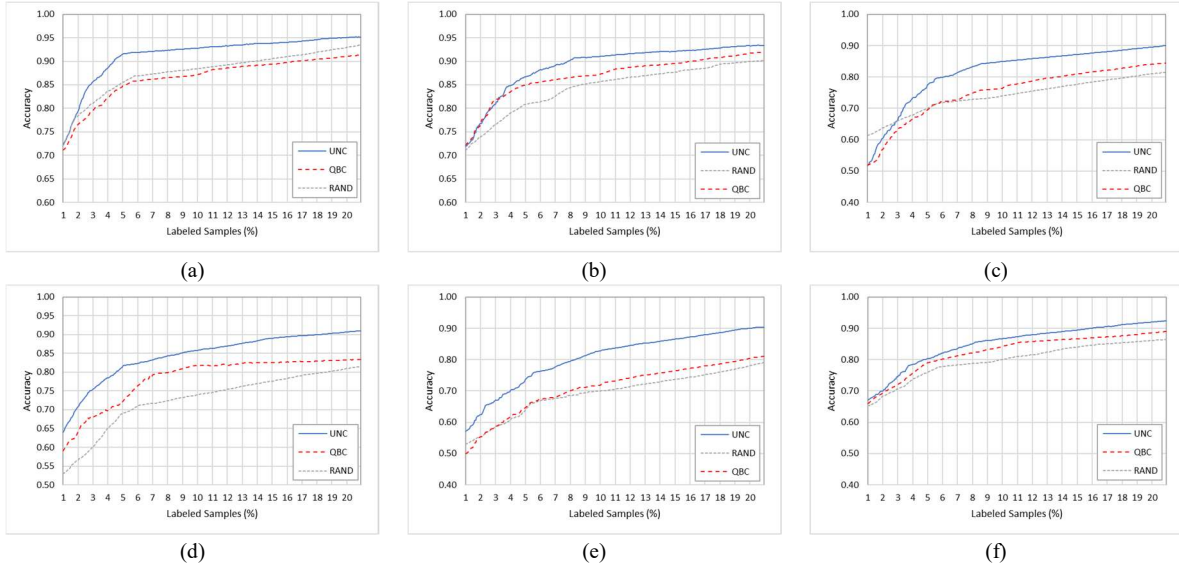 1.00
0.95
0.90
0.85
0.80
0.75
0.70
0.65
0.60
Accuracy
UNC
QBC
RAND
1 2 3 4 5 6 7 8 9 10 11 12 13 14 15 16 17 18 19 20
Labeled Samples (%)
(a)
1.00
0.95
0.90
0.85
0.80
0.75
0.70
0.65
0.60
Accuracy
UNC
RAND
QBC
1 2 3 4 5 6 7 8 9 10 11 12 13 14 15 16 17 18 19 20
Labeled Samples (%)
(b)
1.00
0.90
0.80
0.70
0.60
0.50
0.40
Accuracy
UNC
RAND
QBC
1 2 3 4 5 6 7 8 9 10 11 12 13 14 15 16 17 18 19 20
Labeled Samples (%)
(c)
1.00
0.95
0.90
0.85
0.80
0.75
0.70
0.65
0.60
0.55
0.50
Accuracy
UNC
QBC
RAND
1 2 3 4 5 6 7 8 9 10 11 12 13 14 15 16 17 18 19 20
Labeled Samples (%)
(d)
1.00
0.90
0.80
0.70
0.60
0.50
0.40
Accuracy
UNC
RAND
QBC
1 2 3 4 5 6 7 8 9 10 11 12 13 14 15 16 17 18 19 20
Labeled Samples (%)
(e)
1.00
0.90
0.80
0.70
0.60
0.50
0.40
Accuracy
UNC
QBC
RAND
1 2 3 4 5 6 7 8 9 10 11 12 13 14 15 16 17 18 19 20
Labeled Samples (%)
(f)